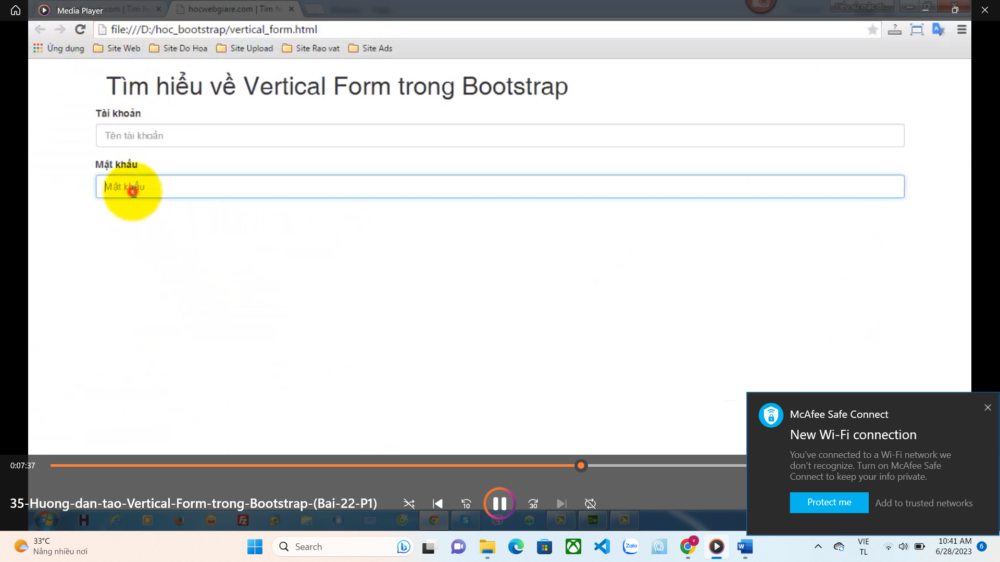 Media Player
hocwebgiare.com | Tìm hi
file:///D:/hoc_bootstrap/vertical_form.html
Ứng dụng Site Web Site Do Hoa Site Upload Site Rao vat Site Ads
Tìm hiểu về Vertical Form trong Bootstrap
Tài khoản
Tên tài khoản
Mật khẩu
Mật khẩu
McAfee Safe Connect
New Wi-Fi connection
You've connected to a Wi-Fi network we
don't recognize. Turn on McAfee Safe
Connect to keep your info private.
Protect me Add to trusted networks
0:07:37
35-Huong-dan-tao-Vertical-Form-trong-Bootstrap-(Bai-22-P1)
10
30
33°C
Nắng nhiều nơi
Search
Zalo
VIE
TL
10:41 AM
6/28/2023
6